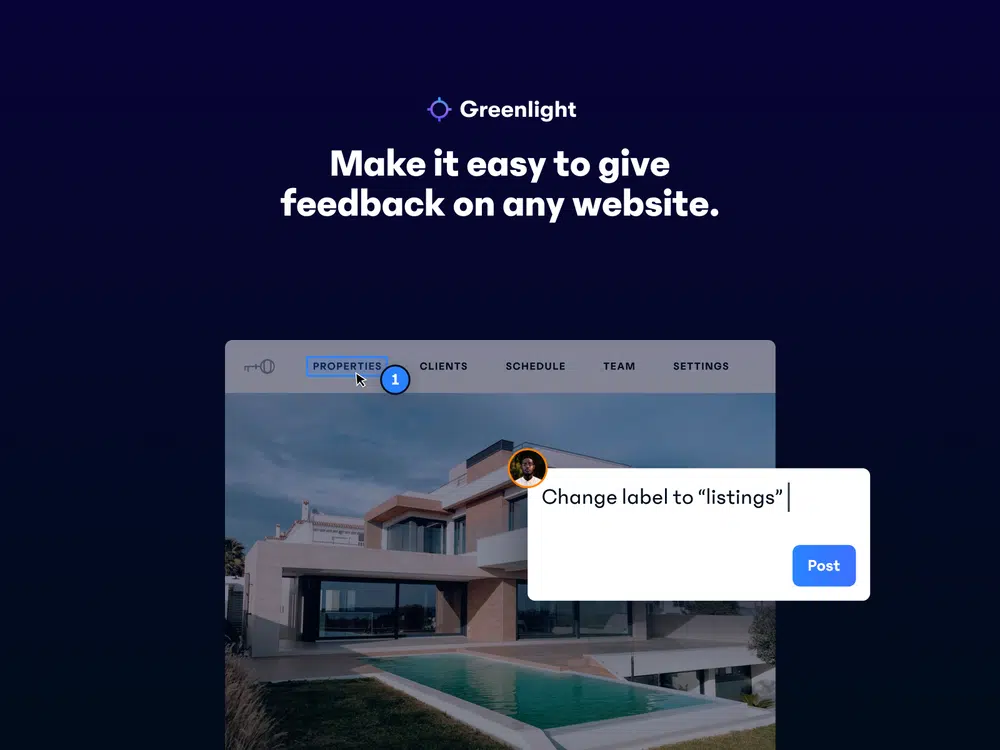 Greenlight
Make it easy to give
feedback on any website.
PROPERTIES CLIENTS SCHEDULE TEAM SETTINGS
1
Change label to “listings”
Post